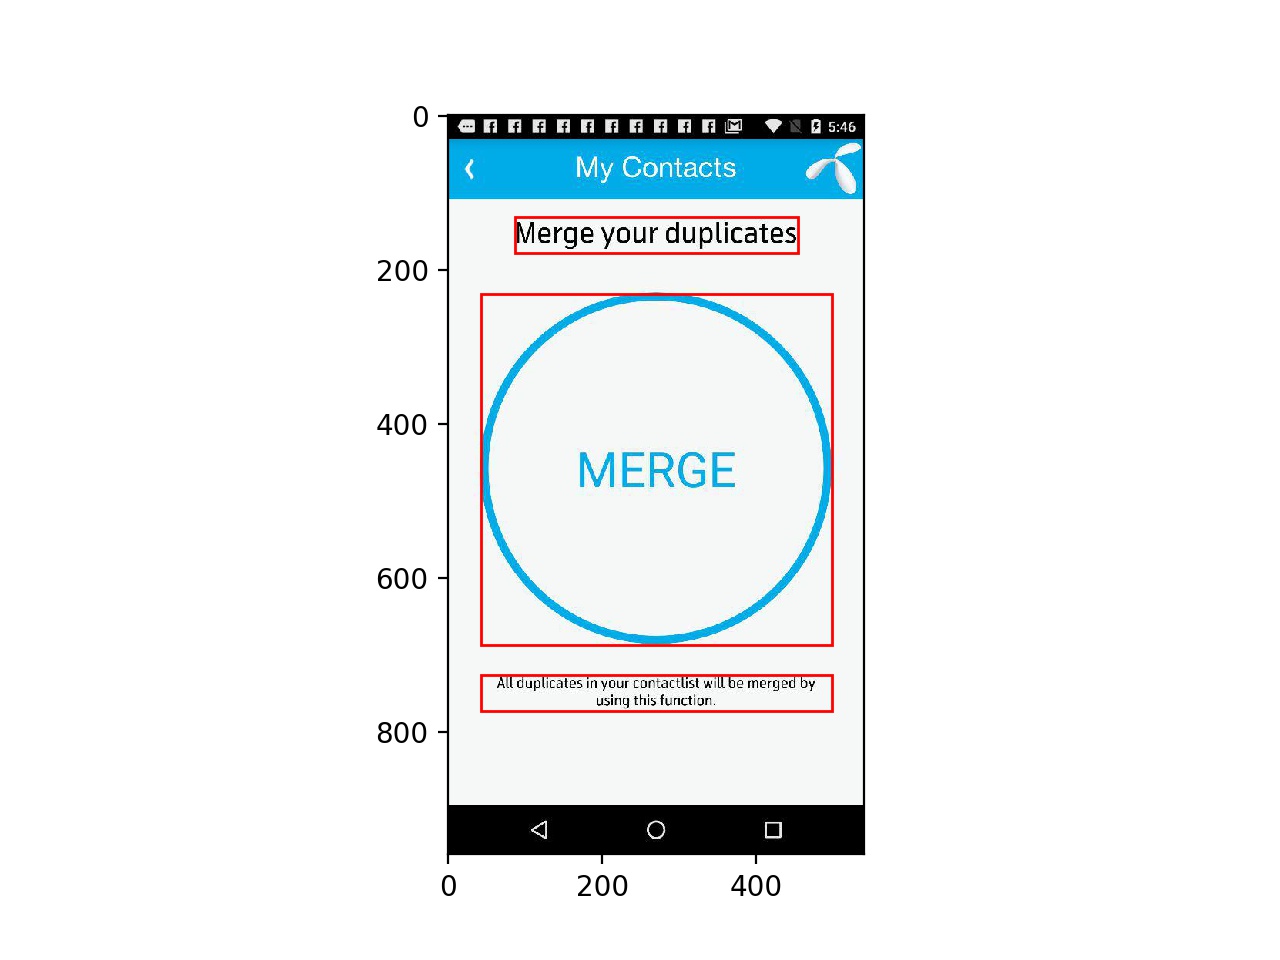 0
200
400
600
800
5:46
My Contacts
Merge your duplicates
MERGE
All duplicates in your contactlist will be merged by
using this function.
0 200 400